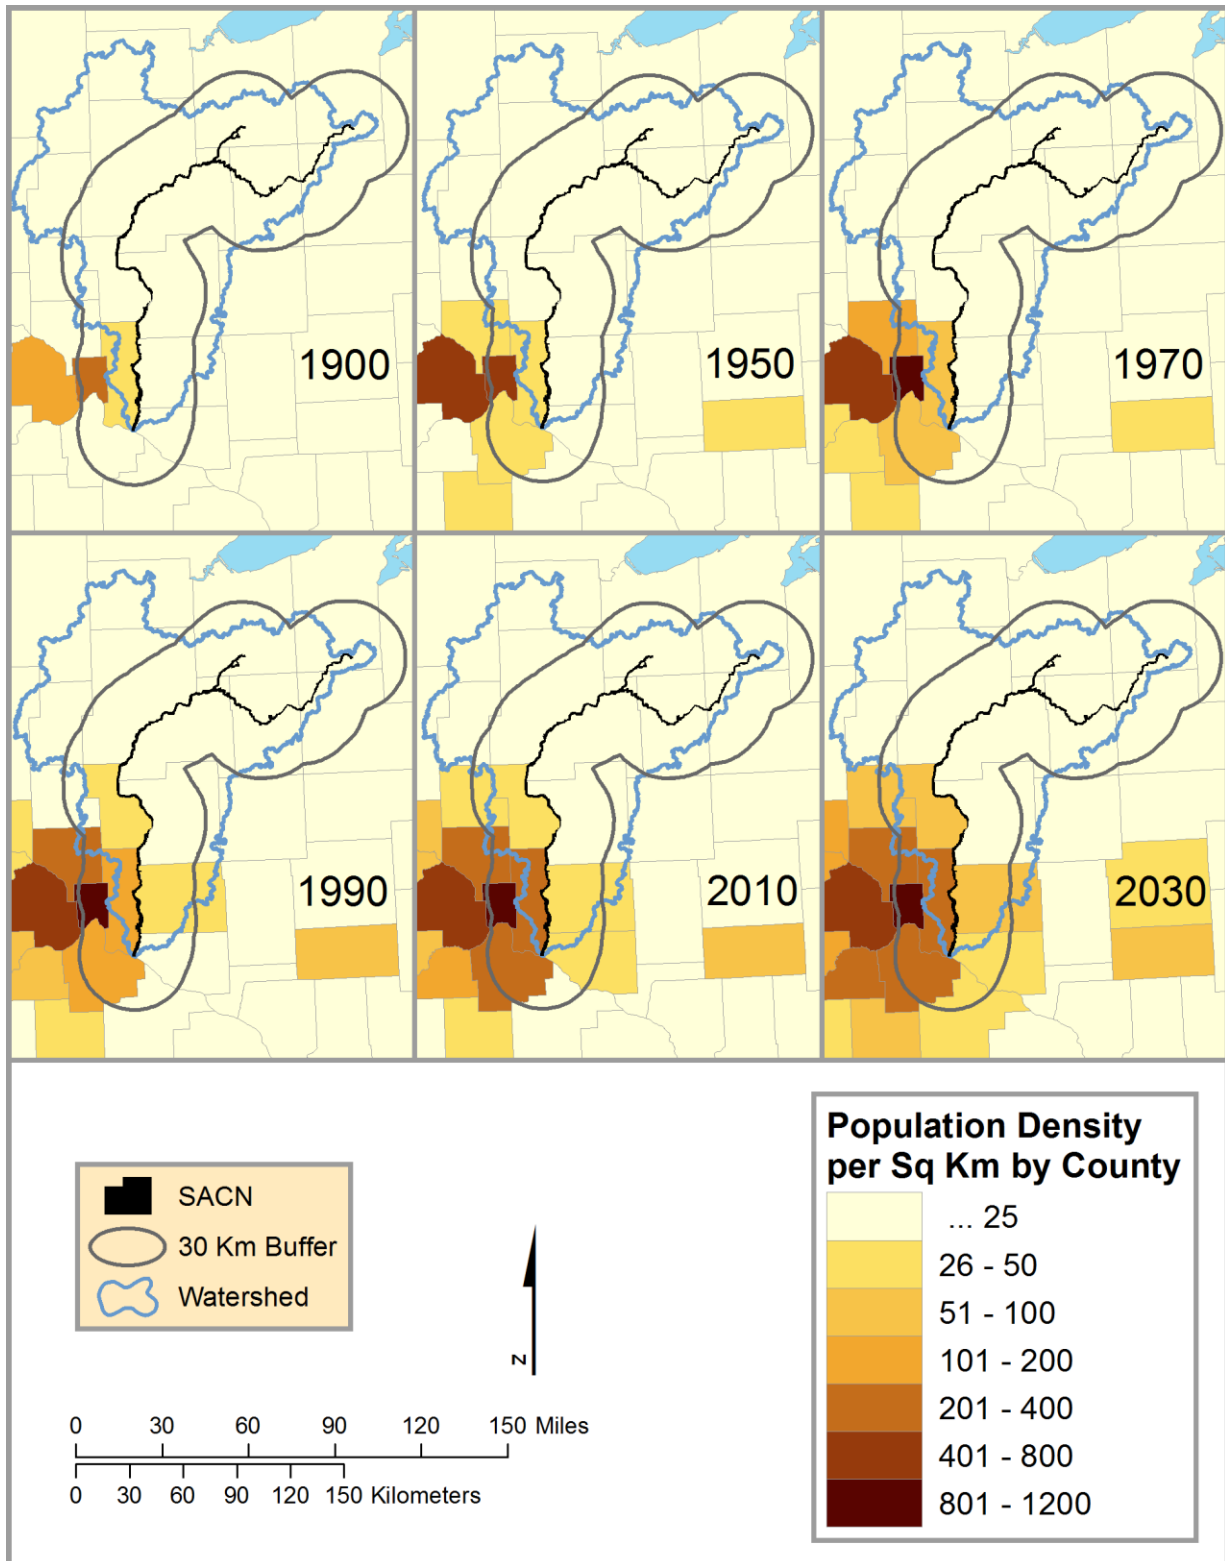 1900
1950
1970
1990
2010
2030
SACN
30 Km Buffer
Watershed
N
0 30 60 90 120 150 Miles
0 30 60 90 120 150 Kilometers
Population Density
per Sq Km by County
... 25
26 - 50
51 - 100
101 - 200
201 - 400
401 - 800
801 - 1200